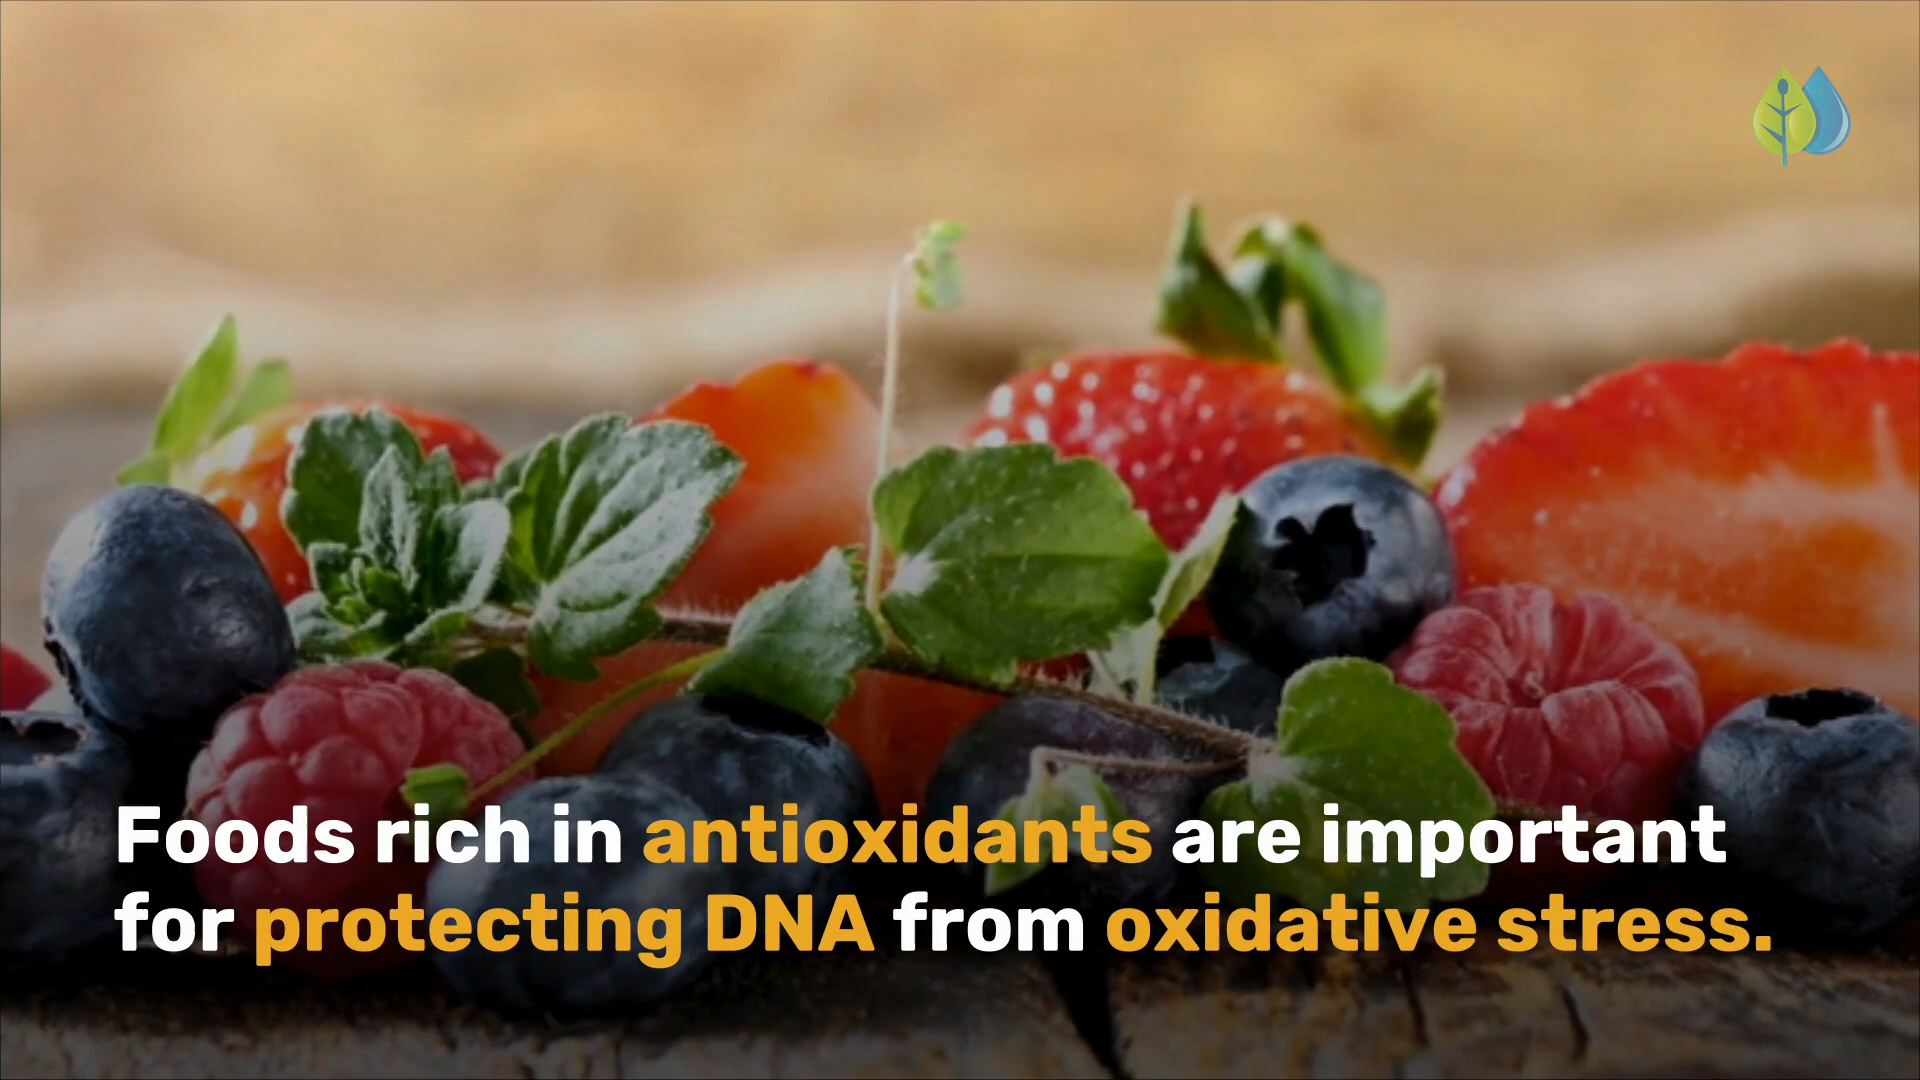 Foods rich in antioxidants are important
for protecting DNA from oxidative stress.